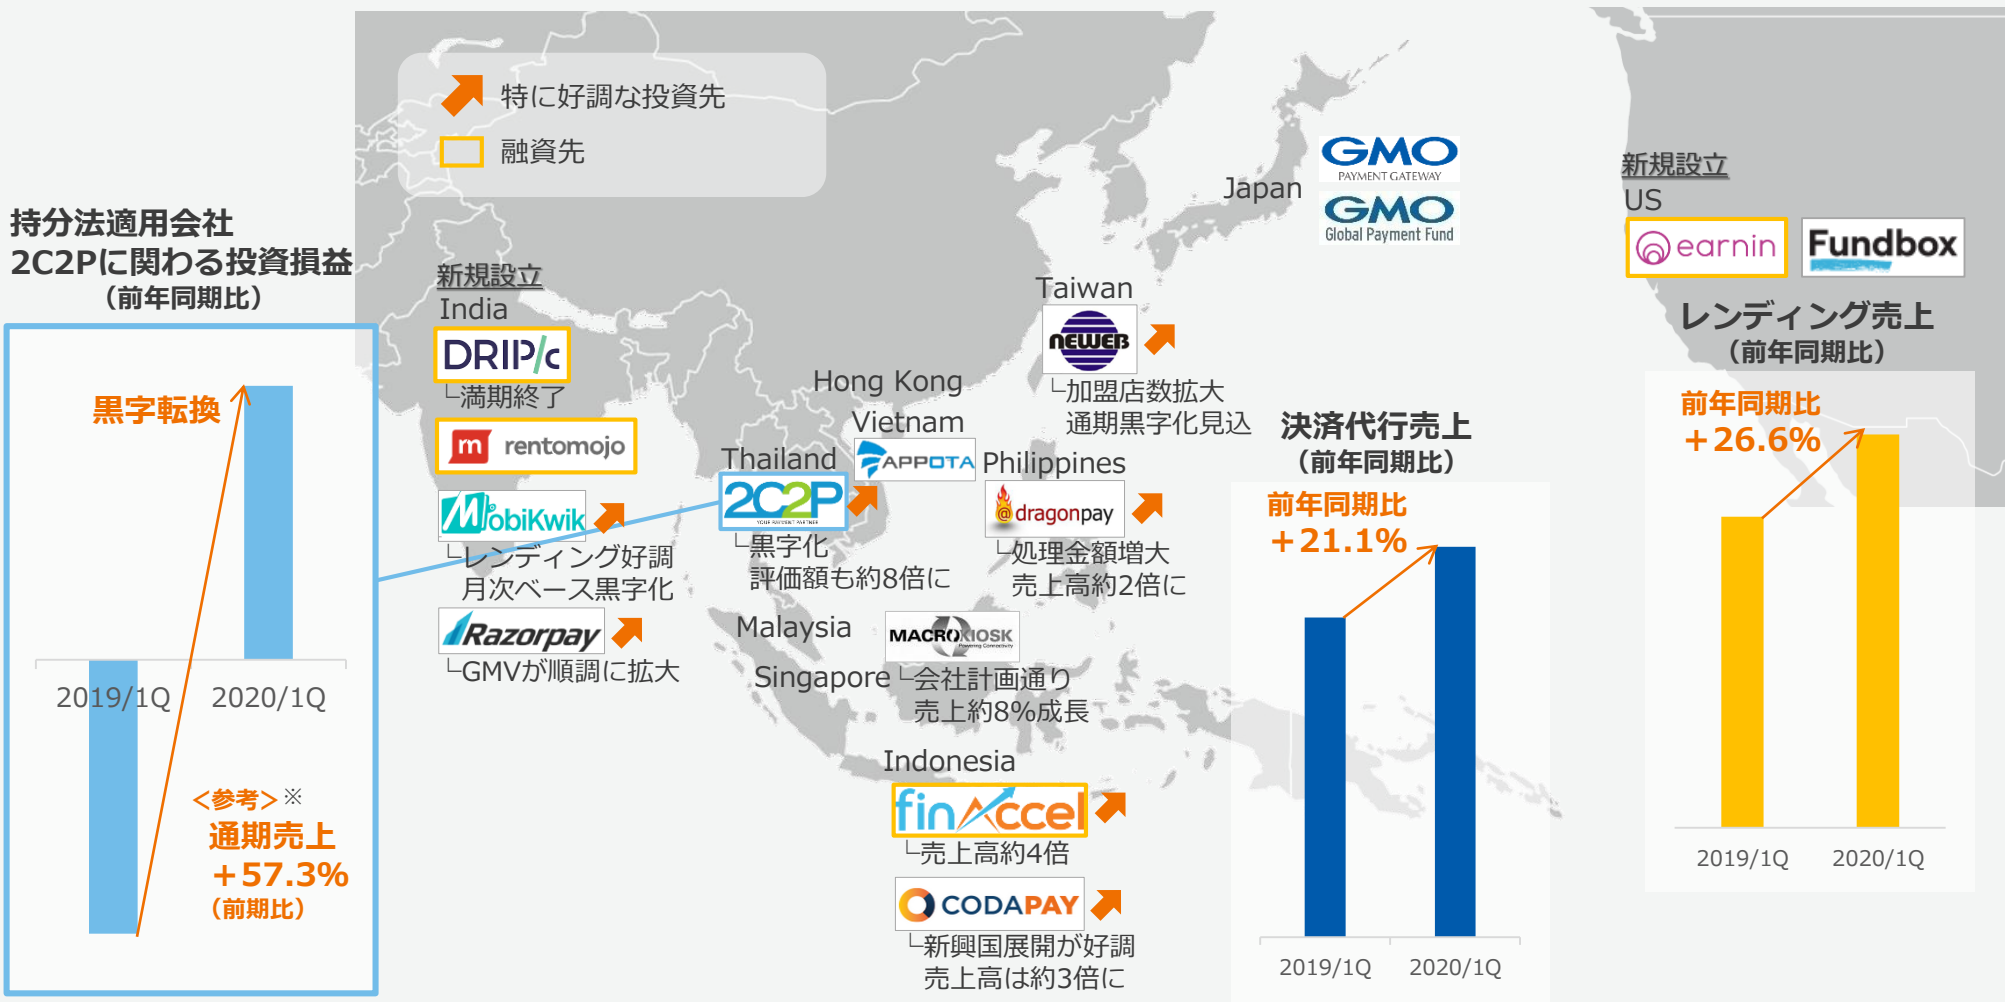 特に好調な投資先
融資先
持分法適用会社
2C2Pに関わる投資損益
（前年同期比）
黒字転換
2019/1Q
2020/1Q
＜参考＞※
通期売上
＋57.3%
（前期比）
新規設立
India
DRIP/c
└満期終了
m rentomojo
MobiKwik
└レンディング好調
月次ベース黒字化
Razorpay
└GMVが順調に拡大
Thailand
2C2P
YOUR PAYMENT PARTNER
└黒字化
評価額も約8倍に
Hong Kong
Vietnam
APPOTA
Taiwan
NEWEB
└加盟店数拡大
通期黒字化見込
Philippines
@dragonpay
└処理金額増大
売上高約2倍に
Malaysia
Singapore
MACROKIOSK
Powering Connectivity
└会社計画通り
売上約8%成長
Indonesia
finAccel
└売上高約4倍
CODAPAY
└新興国展開が好調
売上高は約3倍に
Japan
GMO
PAYMENT GATEWAY
GMO
Global Payment Fund
決済代行売上
（前年同期比）
前年同期比
＋21.1%
2019/1Q
2020/1Q
新規設立
US
earnin
Fundbox
レンディング売上
（前年同期比）
前年同期比
＋26.6%
2019/1Q
2020/1Q